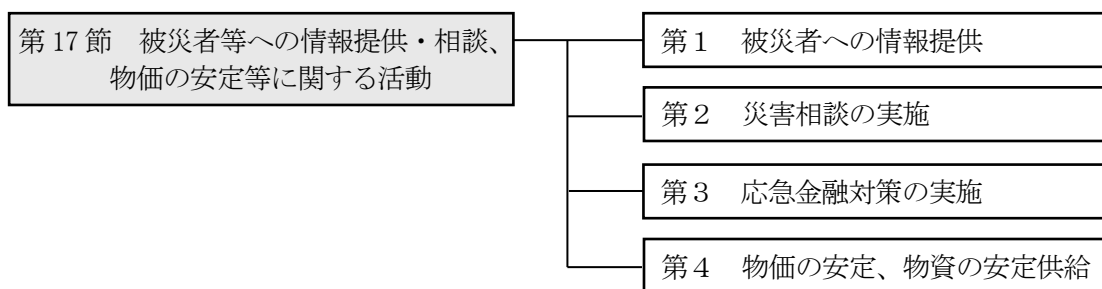 第17節　被災者等への情報提供・相談、
物価の安定等に関する活動
第１　被災者への情報提供
第２　災害相談の実施
第３　応急金融対策の実施
第４　物価の安定、物資の安定供給